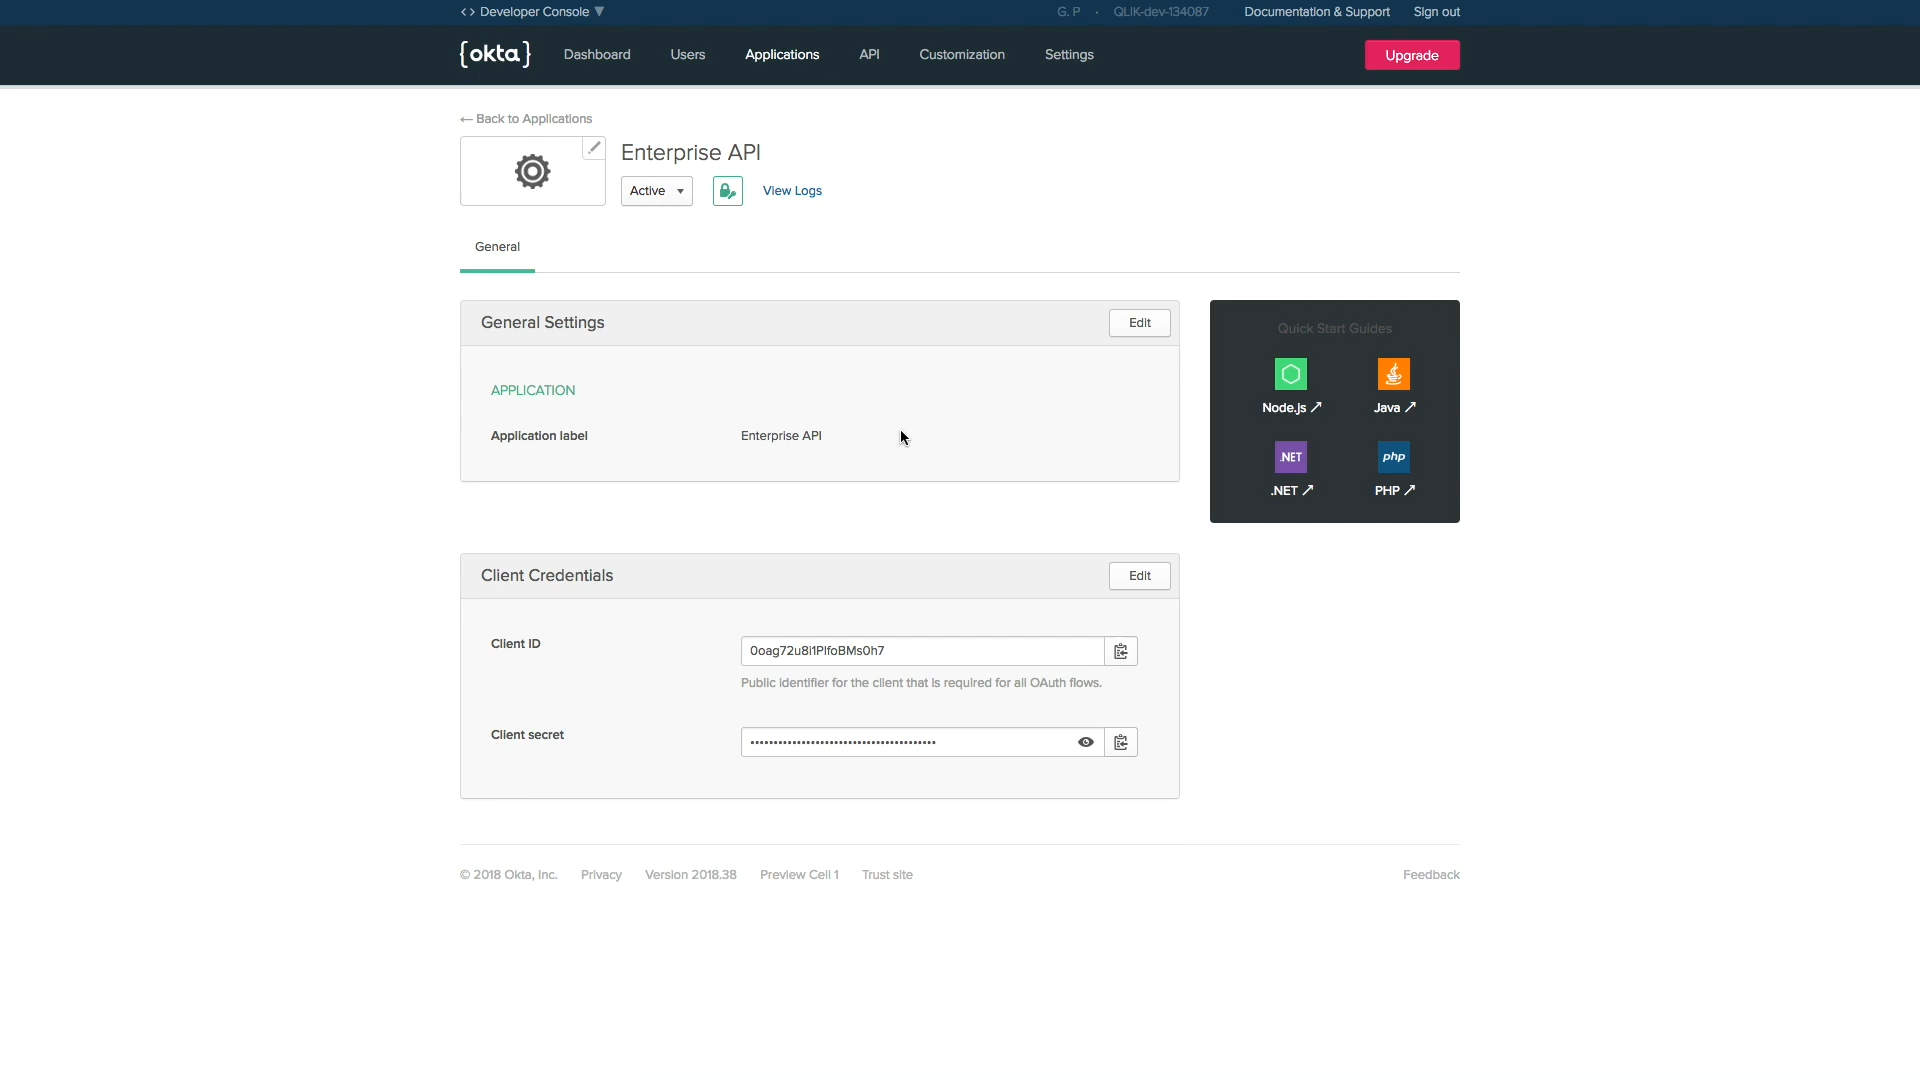 <> Developer Console ▼ G. P · QLIK-dev-134087 Documentation & Support Sign out
{okta} Dashboard Users Applications API Customization Settings Upgrade
← Back to Applications
Enterprise API
Active ▼ View Logs
General
General Settings Edit
APPLICATION
Application label Enterprise API
Quick Start Guides
Node.js ↗ Java ↗
.NET php
.NET ↗ PHP ↗
Client Credentials Edit
Client ID 0oag72u8i1PlfoBMs0h7
Public identifier for the client that is required for all OAuth flows.
Client secret ••••••••••••••••••••••••••••••••••••••••
© 2018 Okta, Inc. Privacy Version 2018.38 Preview Cell 1 Trust site Feedback